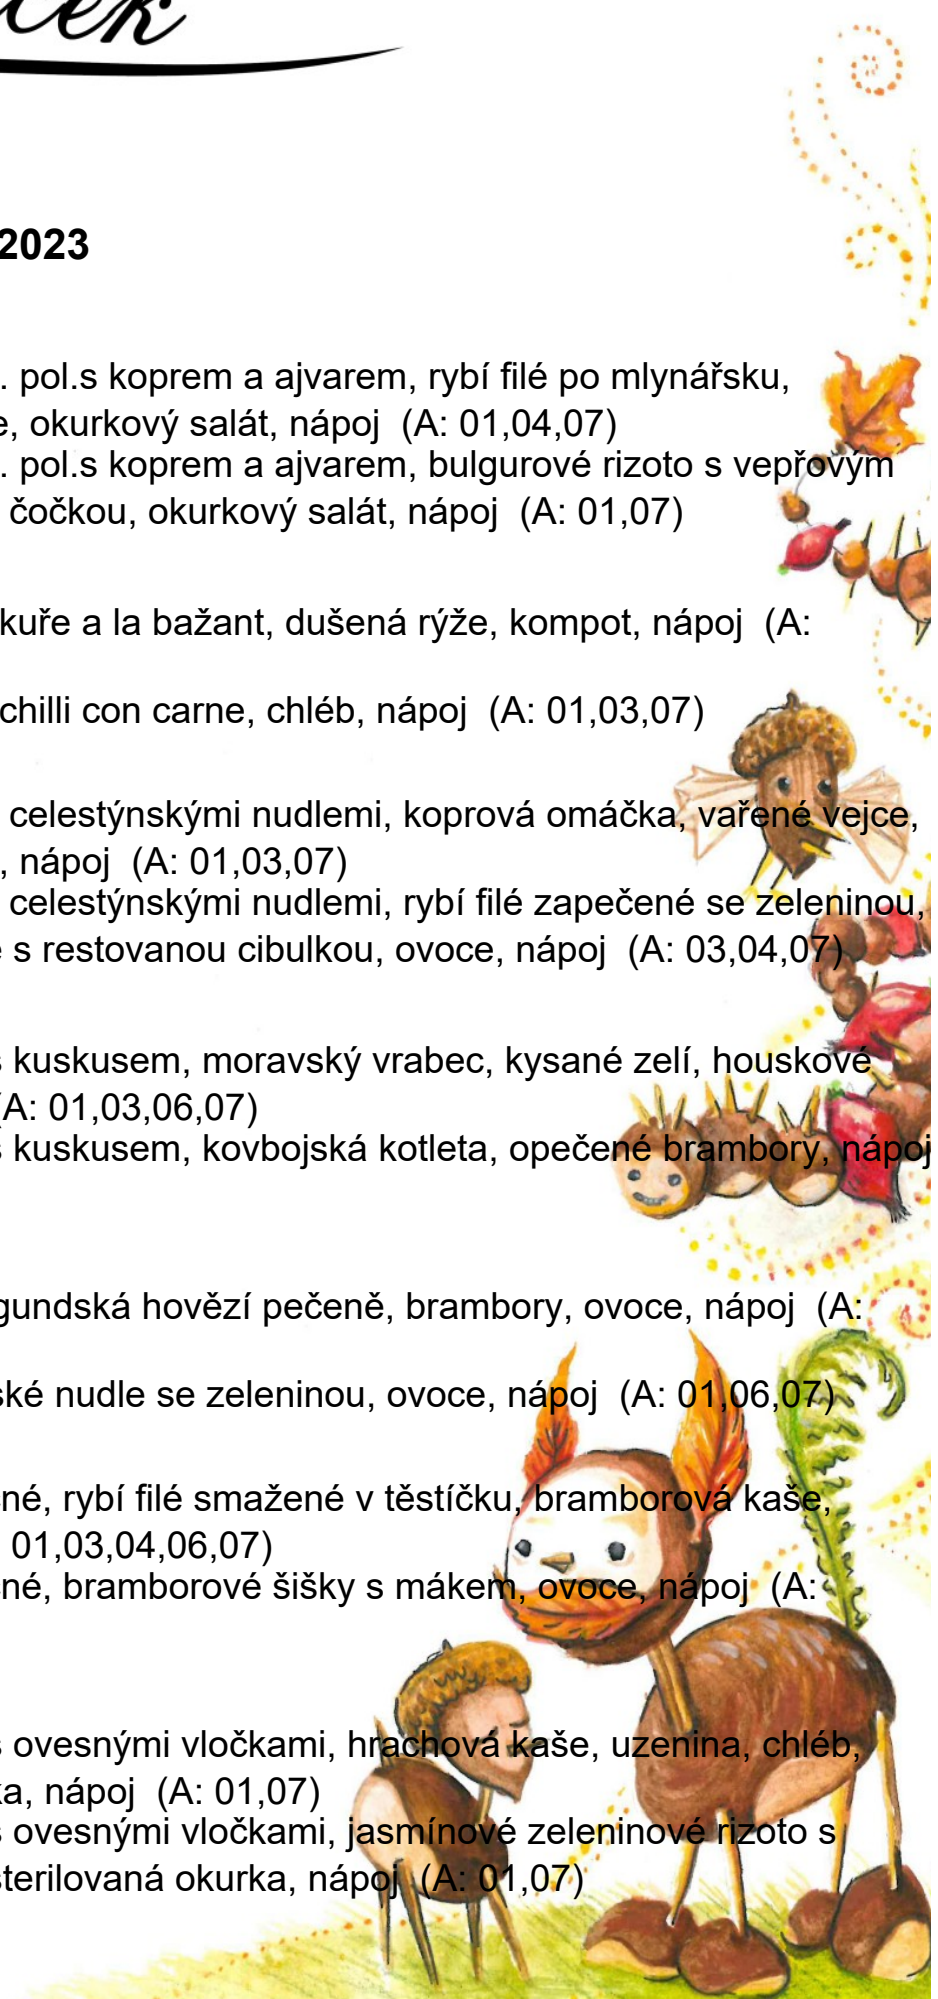 ček
2023
. pol.s koprem a ajvarem, rybí filé po mlynářsku,
e, okurkový salát, nápoj (A: 01,04,07)
. pol.s koprem a ajvarem, bulgurové rizoto s vepřovým
čočkou, okurkový salát, nápoj (A: 01,07)
kuře a la bažant, dušená rýže, kompot, nápoj (A:
chilli con carne, chléb, nápoj (A: 01,03,07)
celestýnskými nudlemi, koprová omáčka, vařené vejce,
, nápoj (A: 01,03,07)
celestýnskými nudlemi, rybí filé zapečené se zeleninou,
e s restovanou cibulkou, ovoce, nápoj (A: 03,04,07)
s kuskusem, moravský vrabec, kysané zelí, houskové
(A: 01,03,06,07)
s kuskusem, kovbojská kotleta, opečené brambory, nápoj
gundská hovězí pečeně, brambory, ovoce, nápoj (A:
ské nudle se zeleninou, ovoce, nápoj (A: 01,06,07)
né, rybí filé smažené v těstíčku, bramborová kaše,
01,03,04,06,07)
né, bramborové šišky s mákem, ovoce, nápoj (A:
s ovesnými vločkami, hrachová kaše, uzenina, chléb,
ka, nápoj (A: 01,07)
s ovesnými vločkami, jasmínové zeleninové rizoto s
sterilovaná okurka, nápoj (A: 01,07)